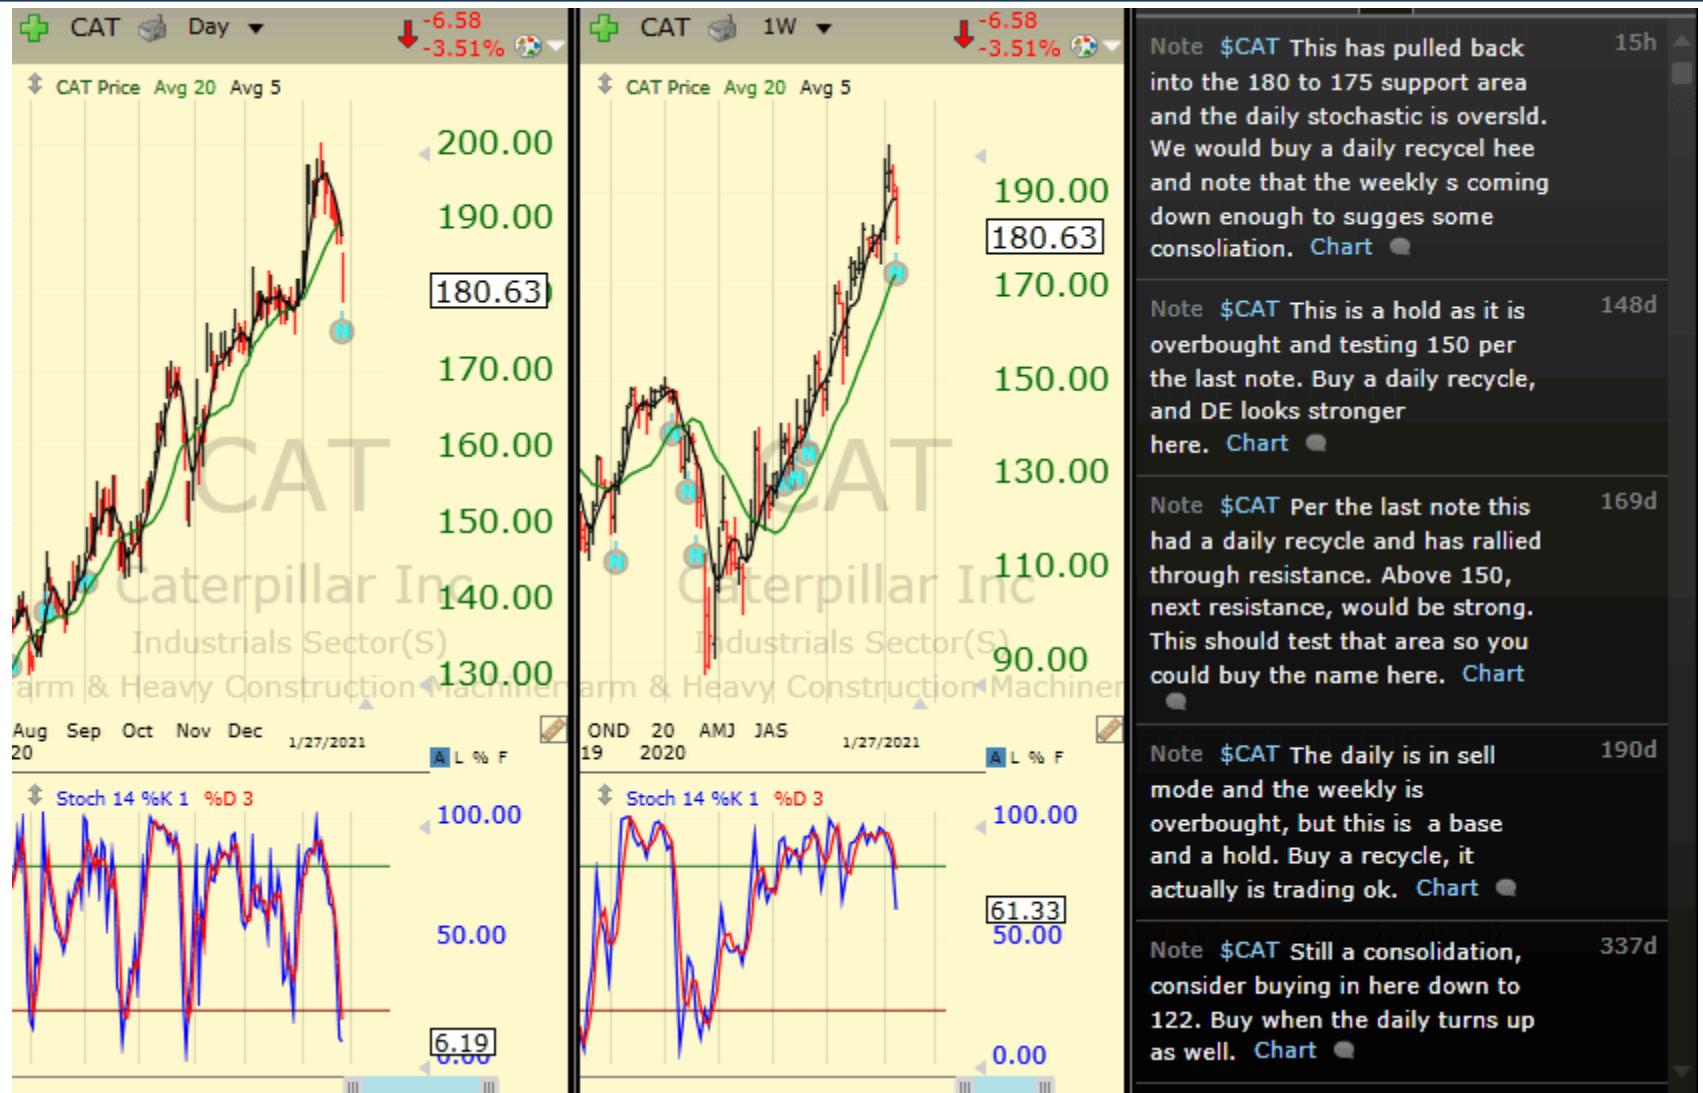 CAT Day -6.58
-3.51%
CAT Price Avg 20 Avg 5
200.00
190.00
180.63
170.00
160.00
150.00
140.00
130.00
CAT
Caterpillar Inc
Industrials Sector(S)
arm & Heavy Construction Machiner
N
Aug Sep Oct Nov Dec
20
1/27/2021
A L % F
Stoch 14 %K 1 %D 3
100.00
50.00
6.19
0.00
CAT 1W -6.58
-3.51%
CAT Price Avg 20 Avg 5
190.00
180.63
170.00
150.00
130.00
110.00
90.00
CAT
Caterpillar Inc
Industrials Sector(S)
arm & Heavy Construction Machiner
N
N
N
N
N
N
N
OND 20 AMJ JAS
19 2020
1/27/2021
A L % F
Stoch 14 %K 1 %D 3
100.00
61.33
50.00
0.00
Note $CAT This has pulled back 15h
into the 180 to 175 support area
and the daily stochastic is oversld.
We would buy a daily recycel hee
and note that the weekly s coming
down enough to sugges some
consoliation. Chart
Note $CAT This is a hold as it is 148d
overbought and testing 150 per
the last note. Buy a daily recycle,
and DE looks stronger
here. Chart
Note $CAT Per the last note this 169d
had a daily recycle and has rallied
through resistance. Above 150,
next resistance, would be strong.
This should test that area so you
could buy the name here. Chart
Note $CAT The daily is in sell 190d
mode and the weekly is
overbought, but this is a base
and a hold. Buy a recycle, it
actually is trading ok. Chart
Note $CAT Still a consolidation, 337d
consider buying in here down to
122. Buy when the daily turns up
as well. Chart